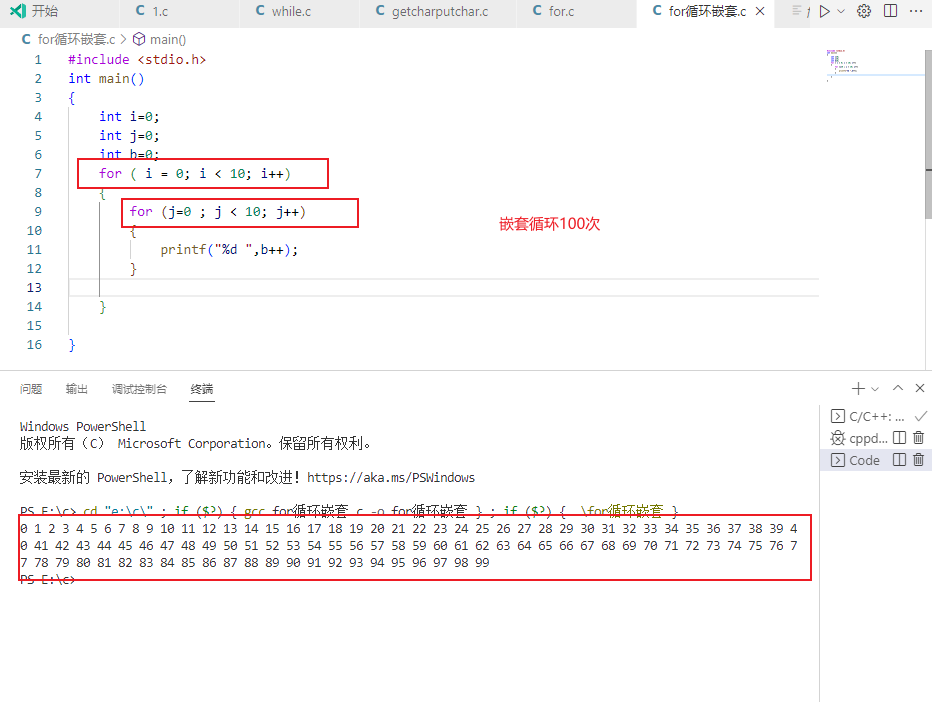 开始 1.c while.c getcharputchar.c for.c for循环嵌套.c
for循环嵌套.c > main()
1 #include <stdio.h>
2 int main()
3 {
4 int i=0;
5 int j=0;
6 int b=0;
7 for ( i = 0; i < 10; i++)
8 {
9 for (j=0 ; j < 10; j++)
嵌套循环100次
10 {
11 printf("%d ",b++);
12 }
13
14 }
15
16 }
问题 输出 调试控制台 终端
Windows PowerShell
版权所有（C） Microsoft Corporation。保留所有权利。
安装最新的 PowerShell，了解新功能和改进！https://aka.ms/PSWindows
PS E:\c> cd "e:\c\" ; if ($?) { gcc for循环嵌套.c -o for循环嵌套 } ; if ($?) { .\for循环嵌套 }
0 1 2 3 4 5 6 7 8 9 10 11 12 13 14 15 16 17 18 19 20 21 22 23 24 25 26 27 28 29 30 31 32 33 34 35 36 37 38 39 4
0 41 42 43 44 45 46 47 48 49 50 51 52 53 54 55 56 57 58 59 60 61 62 63 64 65 66 67 68 69 70 71 72 73 74 75 76 7
7 78 79 80 81 82 83 84 85 86 87 88 89 90 91 92 93 94 95 96 97 98 99
PS E:\c>
C/C++: ...
cppd...
Code